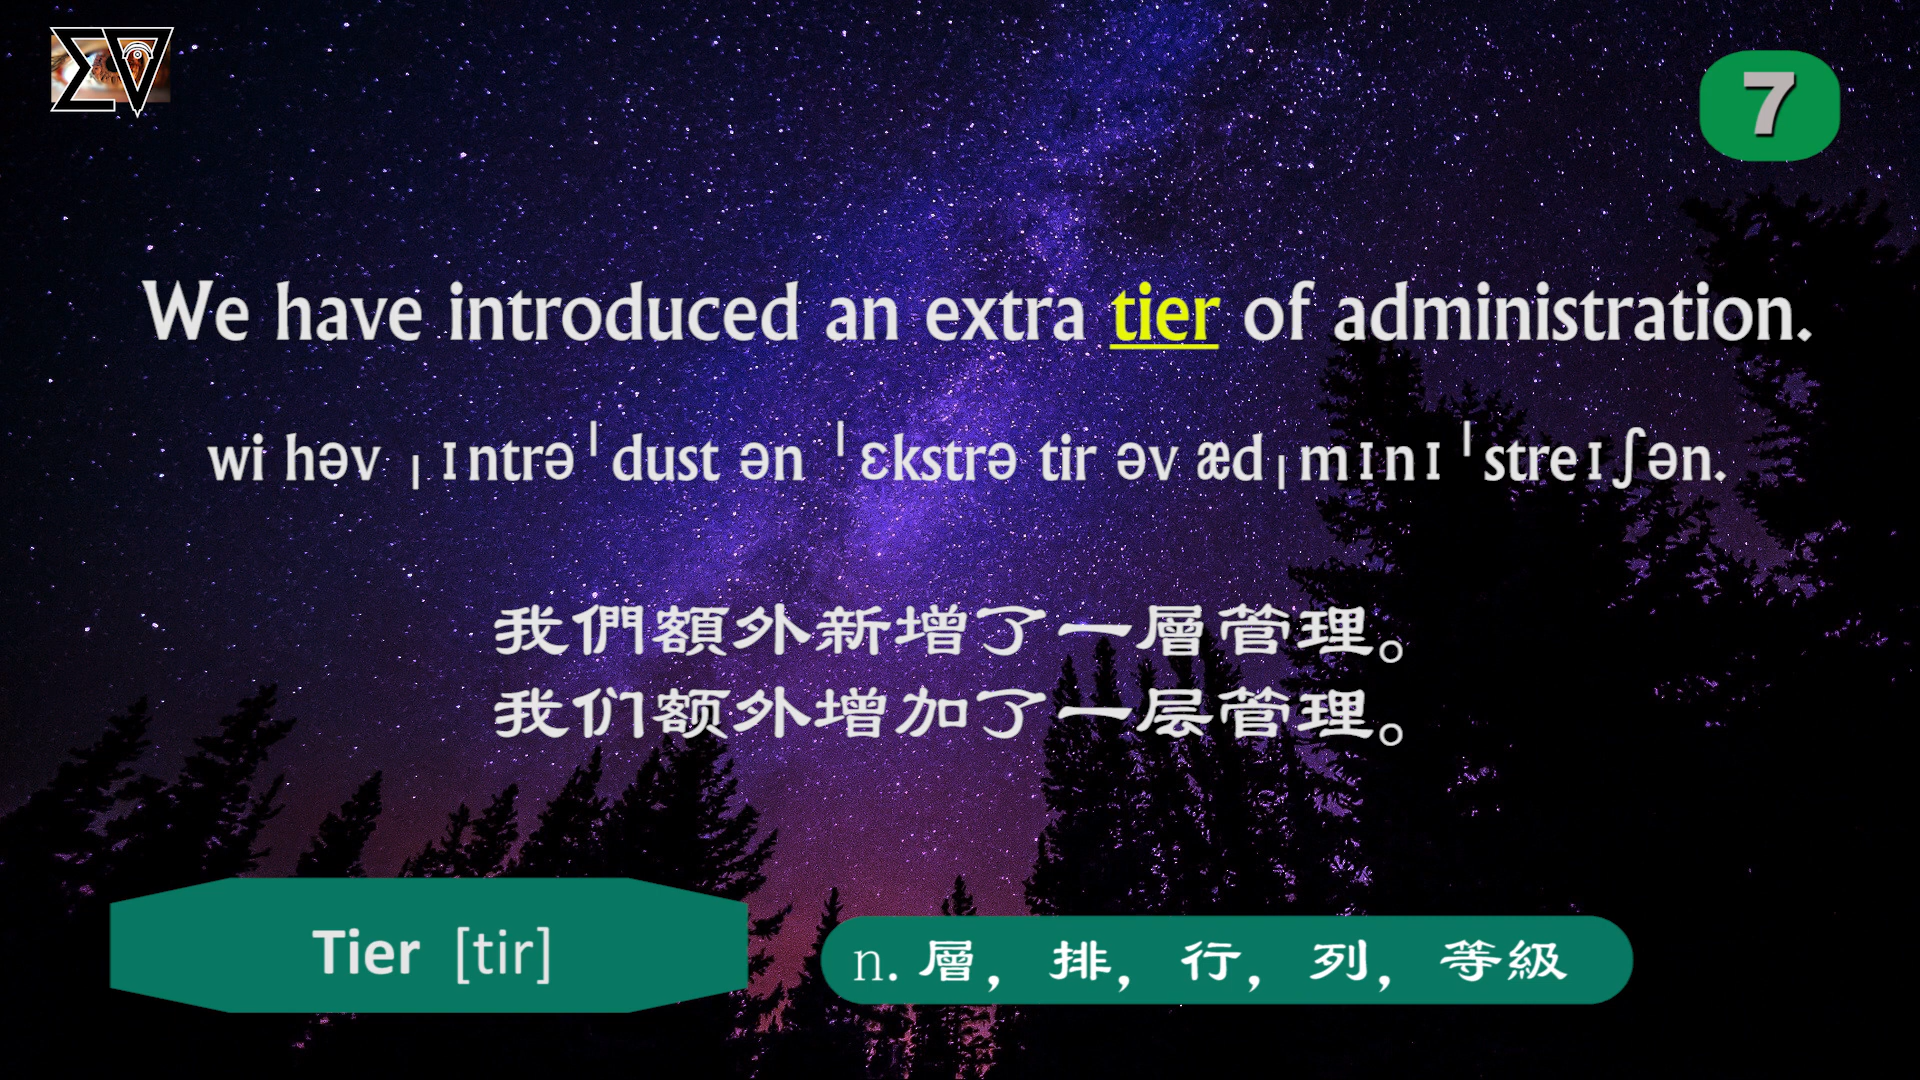 ΣV
7
We have introduced an extra tier of administration.
wi həv ˌɪntrəˈdust ən ˈɛkstrə tir əv ædˌmɪnɪˈstreɪʃən.
我們額外新增了一層管理。
我们额外增加了一层管理。
Tier [tir]
n. 層, 排, 行, 列, 等級